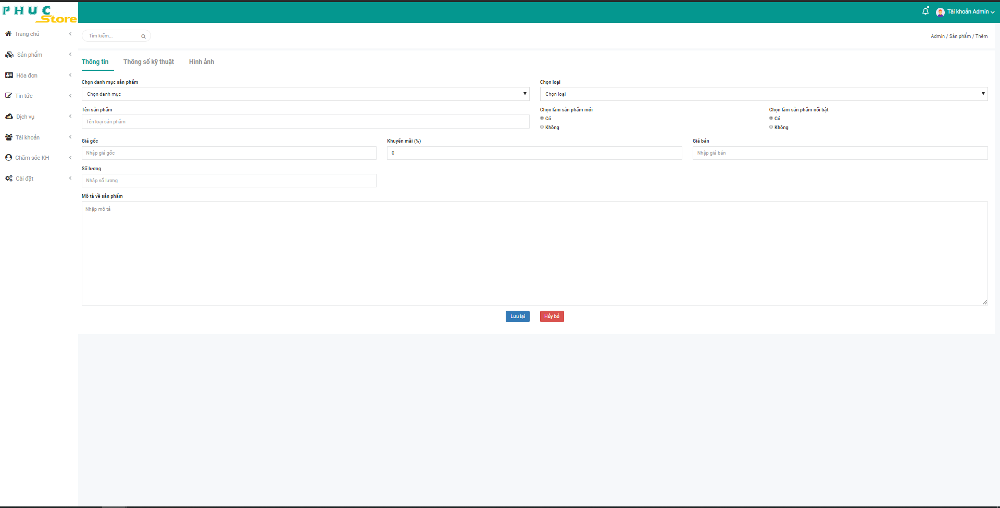 PHUC
Store
Tài khoản Admin
Trang chủ
Sản phẩm
Hóa đơn
Tin tức
Dịch vụ
Tài khoản
Chăm sóc KH
Cài đặt
Tìm kiếm...
Admin / Sản phẩm / Thêm
Thông tin Thông số kỹ thuật Hình ảnh
Chọn danh mục sản phẩm
Chọn danh mục
Chọn loại
Chọn loại
Tên sản phẩm
Tên loại sản phẩm
Chọn làm sản phẩm mới
Có
Không
Chọn làm sản phẩm nổi bật
Có
Không
Giá gốc
Nhập giá gốc
Khuyến mãi (%)
0
Giá bán
Nhập giá bán
Số lượng
Nhập số lượng
Mô tả về sản phẩm
Nhập mô tả
Lưu lại Hủy bỏ